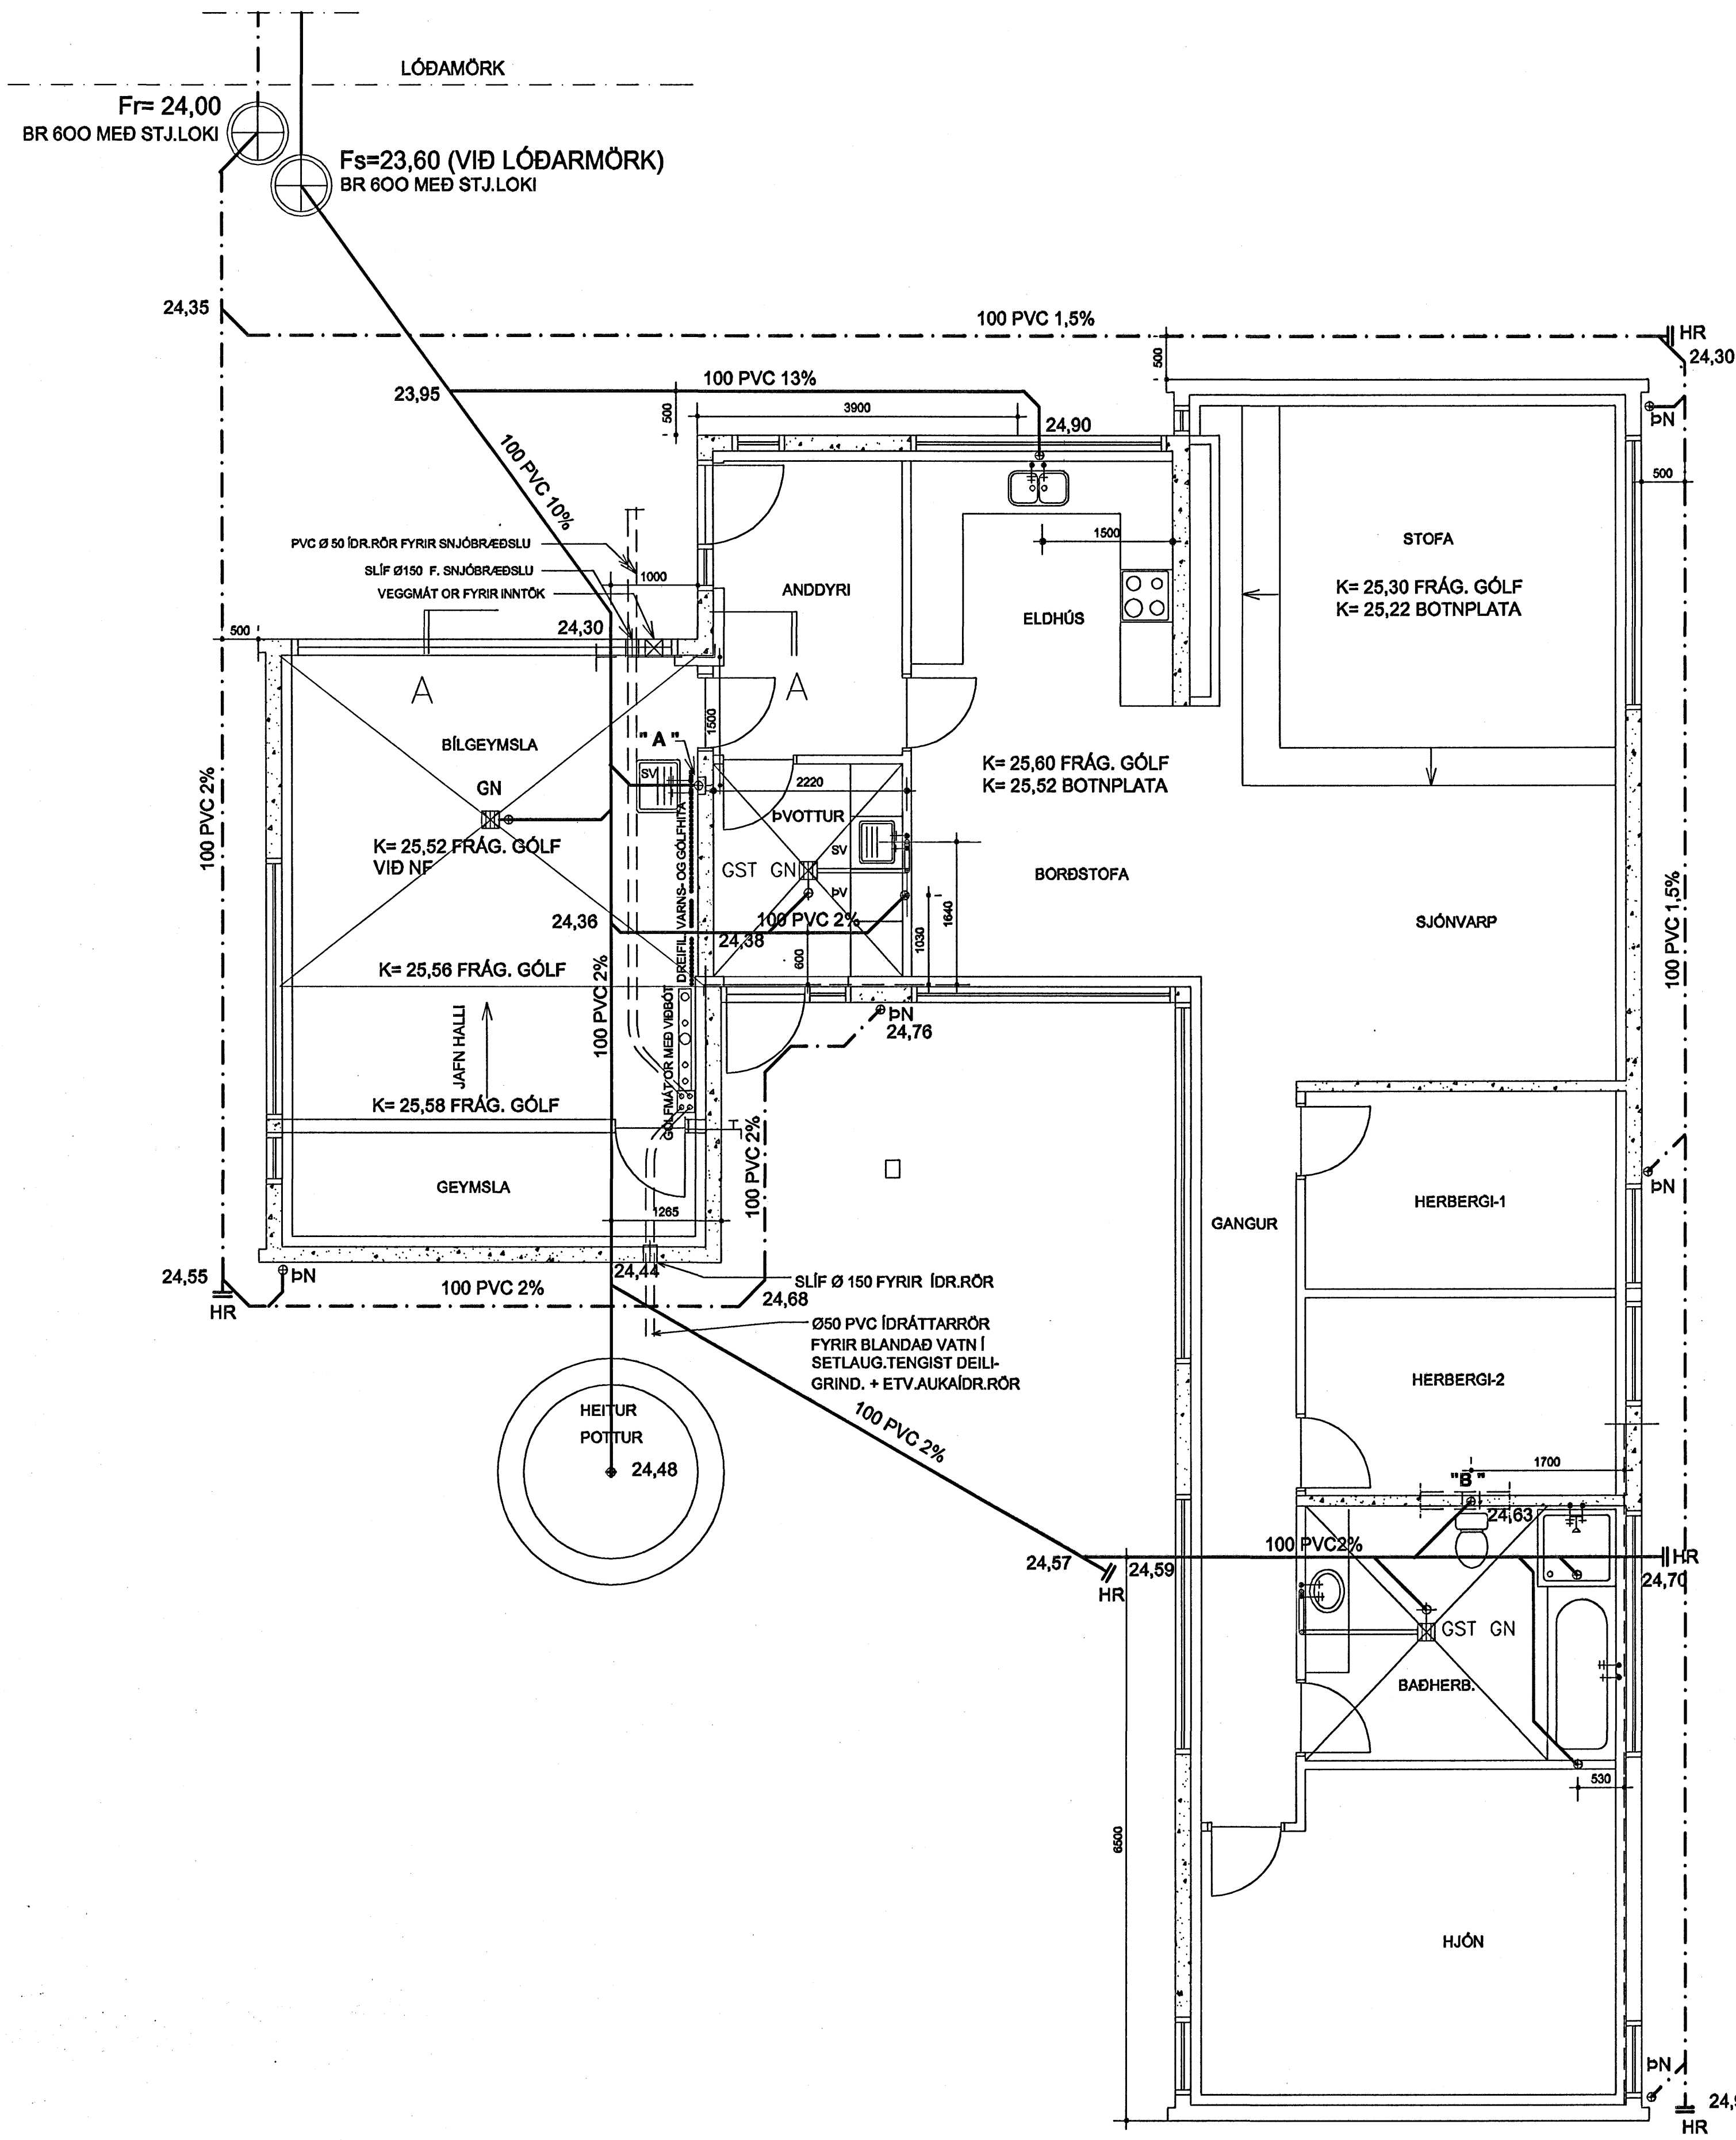 LÓÐAMÖRK
Fr= 24,00
BR 6OO MEÐ STJ.LOKI
Fs=23,60 (VIÐ LÓÐARMÖRK)
BR 6OO MEÐ STJ.LOKI
24,35
100 PVC 1,5%
HR
24,30
23,95
100 PVC 13%
500
3900
24,90
500
ÞN
500
100 PVC 10%
PVC Ø 50 ÍDR.RÖR FYRIR SNJÓBRÆÐSLU
SLÍF Ø150 F. SNJÓBRÆÐSLU
1000
VEGGMÁT OR FYRIR INNTÖK
24,30
500
ANDDYRI
ELDHÚS
1500
STOFA
K= 25,30 FRÁG. GÓLF
K= 25,22 BOTNPLATA
A
A
1500
BÍLGEYMSLA
" A "
SV
GN
K= 25,52 FRÁG. GÓLF
VIÐ NF
100 PVC 2%
K= 25,60 FRÁG. GÓLF
K= 25,52 BOTNPLATA
2220
ÞVOTTUR
SV
GST GN
ÞV
BORÐSTOFA
1640
1030
600
SJÓNVARP
24,36
100 PVC 2%
24,38
DREIFIL. VARNS- OG GÓLFHITA
K= 25,56 FRÁG. GÓLF
100 PVC 2%
100 PVC 1,5%
JAFN HALLI
GÓLFMÁT OR MEÐ VIÐBÓT
ÞN
24,76
K= 25,58 FRÁG. GÓLF
100 PVC 2%
GEYMSLA
1265
GANGUR
HERBERGI-1
ÞN
24,55
HR
ÞN
100 PVC 2%
24,44
24,68
SLÍF Ø 150 FYRIR ÍDR.RÖR
Ø50 PVC ÍDRÁTTARRÖR
FYRIR BLANDAÐ VATN Í
SETLAUG.TENGIST DEILI-
GRIND. + ETV.AUKAÍDR.RÖR
HERBERGI-2
HEITUR
POTTUR
24,48
100 PVC 2%
"B"
1700
24,63
100 PVC2%
24,57
HR
24,59
HR
24,70
GST GN
BAÐHERB.
530
6500
HJÓN
ÞN
HR